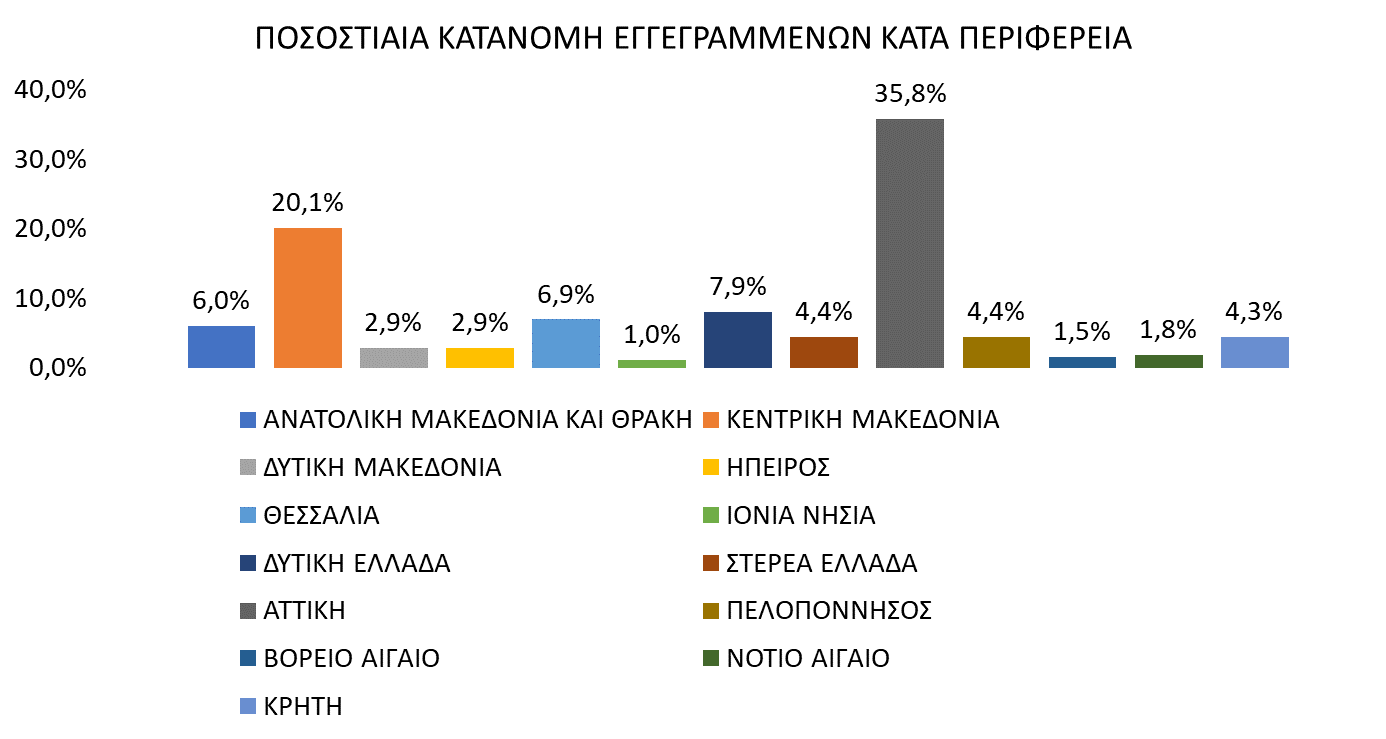 ΠΟΣΟΣΤΙΑΙΑ ΚΑΤΑΝΟΜΗ ΕΓΓΕΓΡΑΜΜΕΝΩΝ ΚΑΤΑ ΠΕΡΙΦΕΡΕΙΑ
40,0%
30,0%
20,0%
10,0%
0,0%
6,0%
20,1%
2,9%
2,9%
6,9%
1,0%
7,9%
4,4%
35,8%
4,4%
1,5%
1,8%
4,3%
ΑΝΑΤΟΛΙΚΗ ΜΑΚΕΔΟΝΙΑ ΚΑΙ ΘΡΑΚΗ
ΚΕΝΤΡΙΚΗ ΜΑΚΕΔΟΝΙΑ
ΔΥΤΙΚΗ ΜΑΚΕΔΟΝΙΑ
ΗΠΕΙΡΟΣ
ΘΕΣΣΑΛΙΑ
ΙΟΝΙΑ ΝΗΣΙΑ
ΔΥΤΙΚΗ ΕΛΛΑΔΑ
ΣΤΕΡΕΑ ΕΛΛΑΔΑ
ΑΤΤΙΚΗ
ΠΕΛΟΠΟΝΝΗΣΟΣ
ΒΟΡΕΙΟ ΑΙΓΑΙΟ
ΝΟΤΙΟ ΑΙΓΑΙΟ
ΚΡΗΤΗ